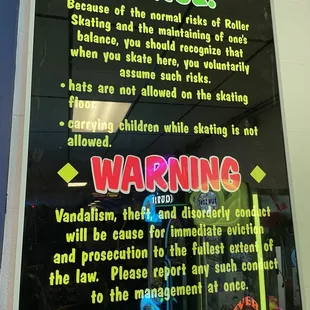 Because of the normal risks of Roller
Skating and the maintaining of one's
balance, you should recognize that
when you skate here, you voluntarily
assume such risks.
• hats are not allowed on the skating
floor.
• carrying children while skating is not
allowed.
WARNING
Vandalism, theft, and disorderly conduct
will be cause for immediate eviction
and prosecution to the fullest extent of
the law. Please report any such conduct
to the management at once.